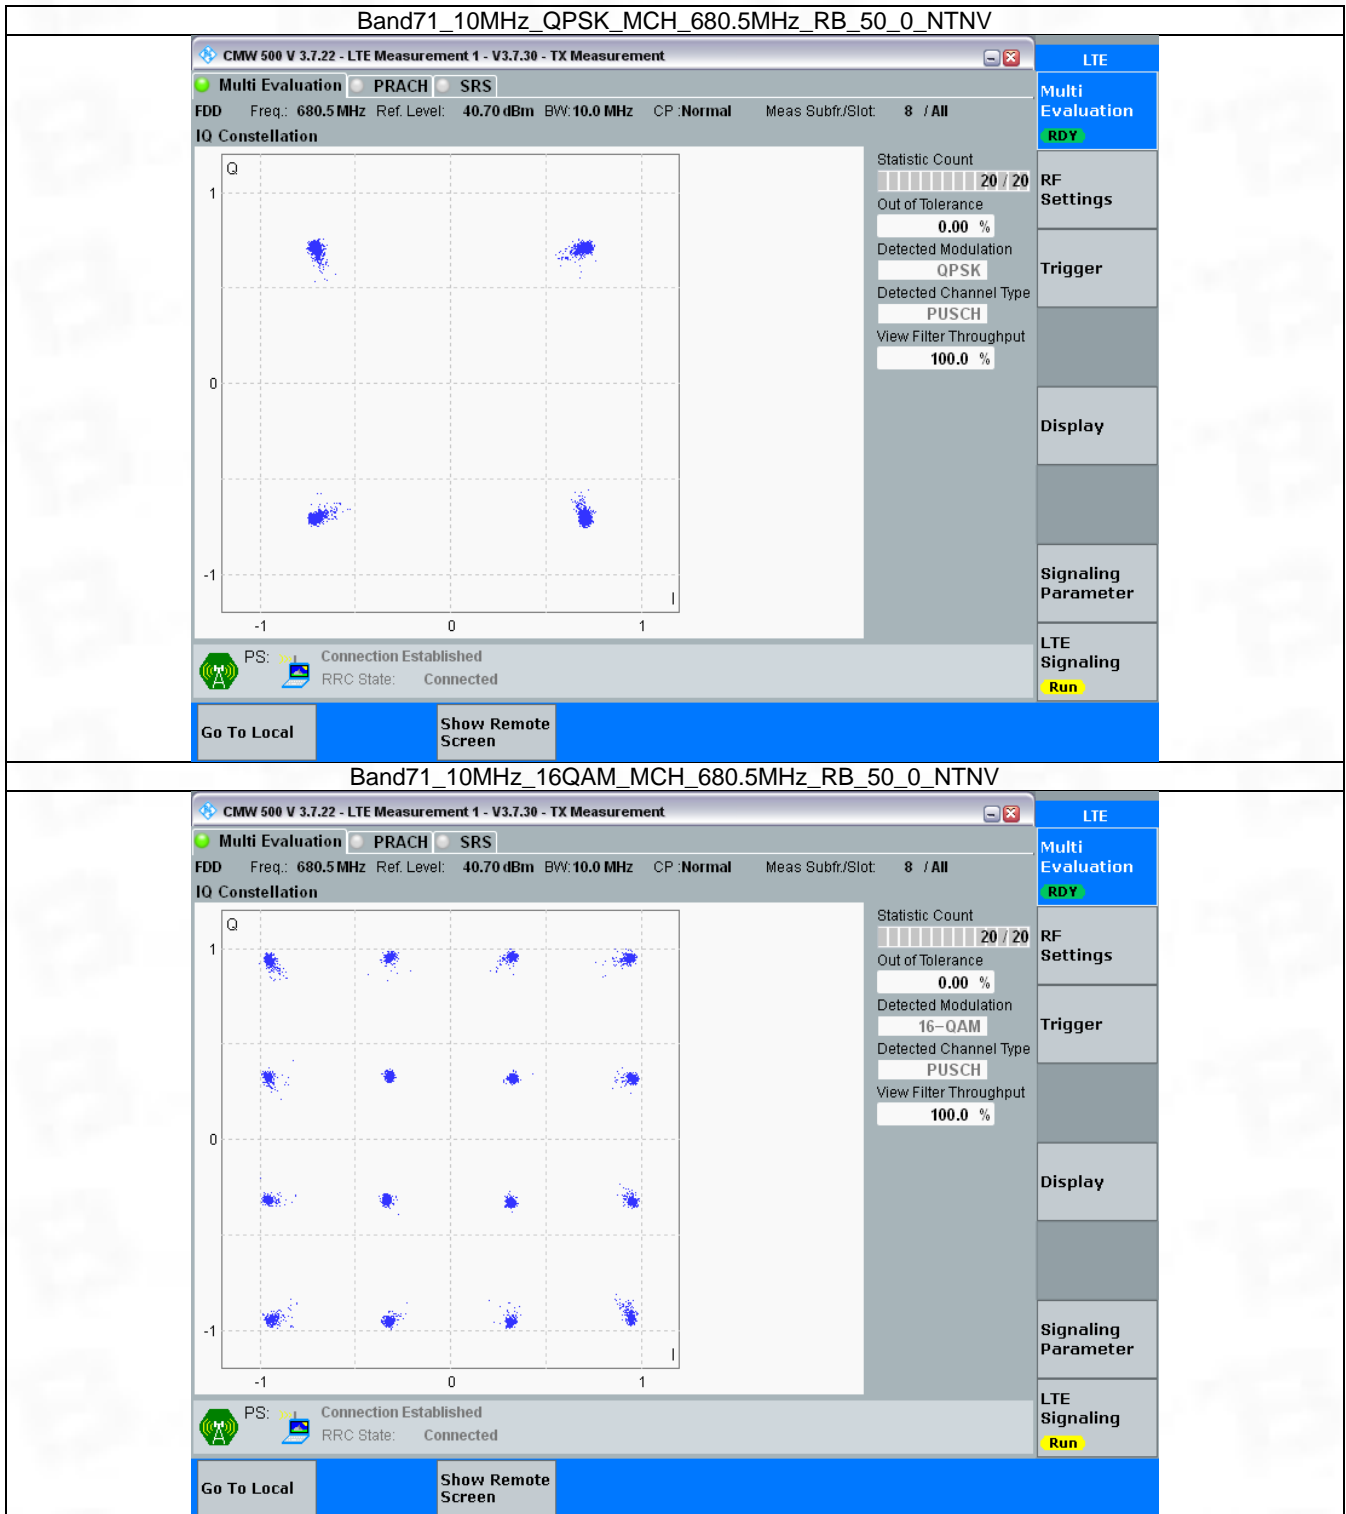 Band71_10MHz_QPSK_MCH_680.5MHz_RB_50_0_NTNV
CMW 500 V 3.7.22 - LTE Measurement 1 - V3.7.30 - TX Measurement
LTE
Multi Evaluation PRACH SRS
Multi
Evaluation
RDY
FDD Freq.: 680.5 MHz Ref. Level: 40.70 dBm BW: 10.0 MHz CP : Normal Meas Subfr./Slot: 8 / All
IQ Constellation
Q
1
0
-1
I
-1 0 1
Statistic Count
20 / 20
Out of Tolerance
0.00 %
Detected Modulation
QPSK
Detected Channel Type
PUSCH
View Filter Throughput
100.0 %
RF
Settings
Trigger
Display
Signaling
Parameter
LTE
Signaling
Run
PS: Connection Established
RRC State: Connected
Go To Local
Show Remote
Screen
Band71_10MHz_16QAM_MCH_680.5MHz_RB_50_0_NTNV
CMW 500 V 3.7.22 - LTE Measurement 1 - V3.7.30 - TX Measurement
LTE
Multi Evaluation PRACH SRS
Multi
Evaluation
RDY
FDD Freq.: 680.5 MHz Ref. Level: 40.70 dBm BW: 10.0 MHz CP : Normal Meas Subfr./Slot: 8 / All
IQ Constellation
Q
1
0
-1
I
-1 0 1
Statistic Count
20 / 20
Out of Tolerance
0.00 %
Detected Modulation
16-QAM
Detected Channel Type
PUSCH
View Filter Throughput
100.0 %
RF
Settings
Trigger
Display
Signaling
Parameter
LTE
Signaling
Run
PS: Connection Established
RRC State: Connected
Go To Local
Show Remote
Screen